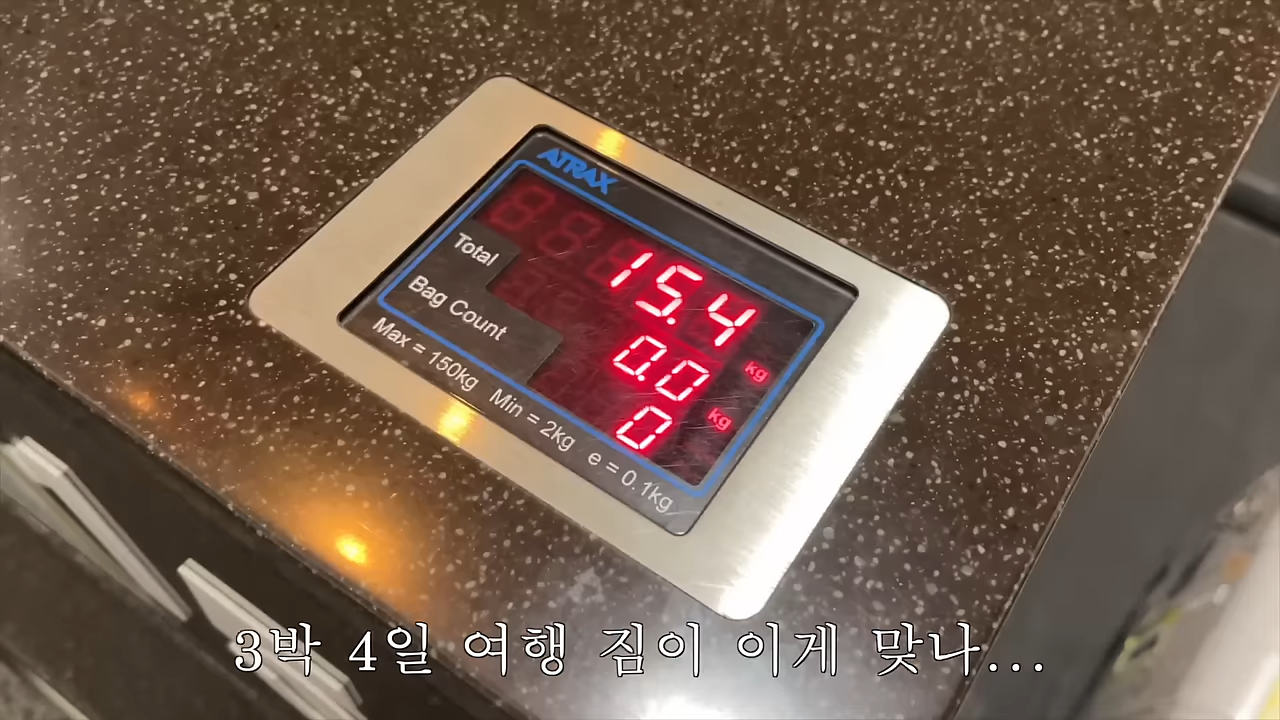 ATRAX
15.4 kg
Total 0.0 kg
Bag Count 0
Max = 150kg Min = 2kg e = 0.1kg
3박 4일 여행 짐이 이게 맞나...